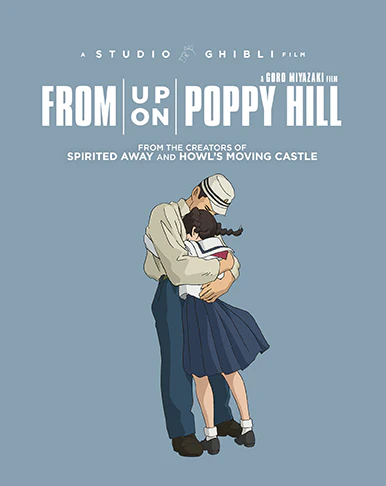 A STUDIO GHIBLI FILM
A GORO MIYAZAKI FILM
FROM UP ON POPPY HILL
FROM THE CREATORS OF
SPIRITED AWAY AND HOWL'S MOVING CASTLE